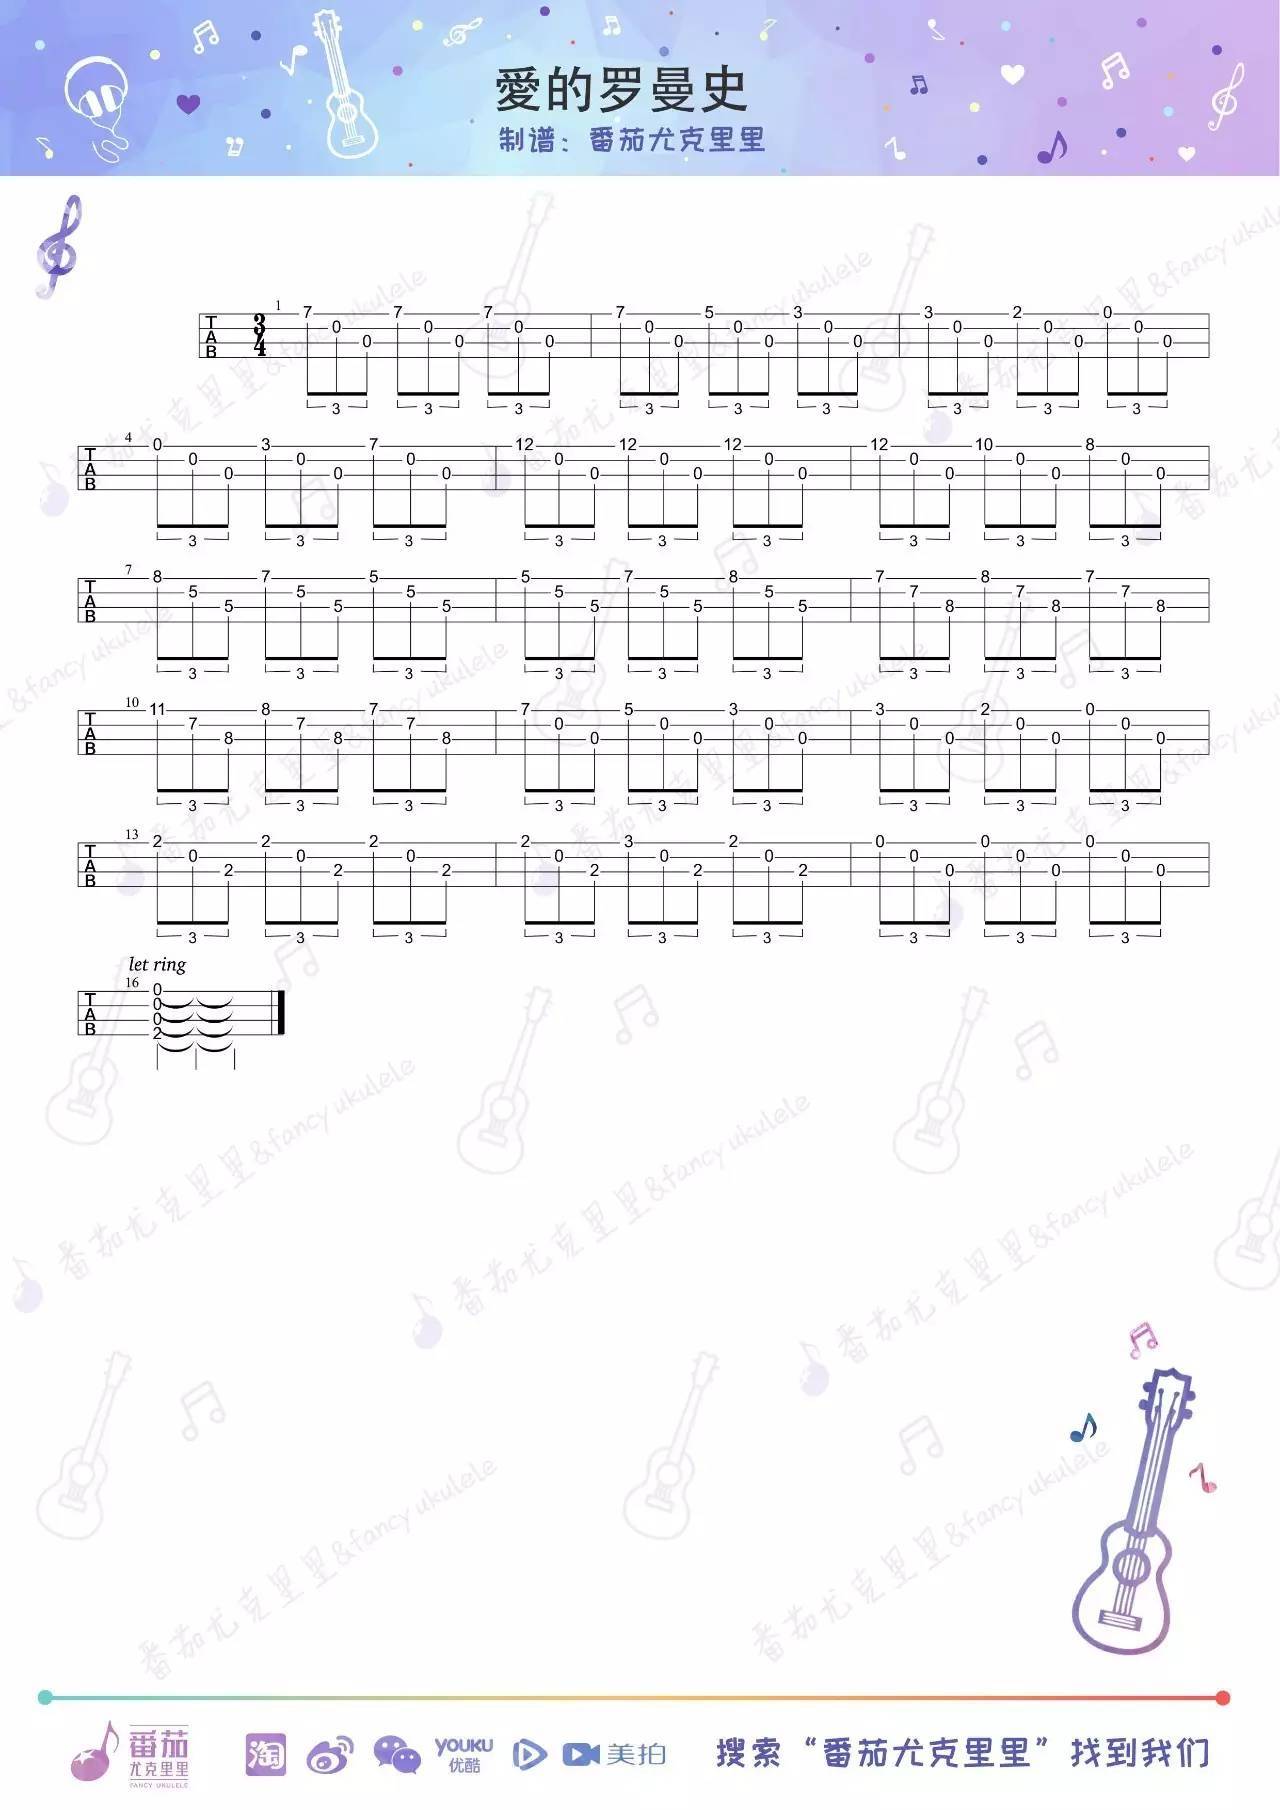 愛的罗曼史
制谱：番茄尤克里里
1
7 0 0 7 0 0 7 0 0 7 0 0 5 0 0 3 0 0 3 0 0 2 0 0 0 0 0
T A B 3 4
3 3 3 3 3 3 3 3 3
4
0 0 0 3 0 0 7 0 0 12 0 0 12 0 0 12 0 0 12 0 0 10 0 0 8 0 0
T A B
3 3 3 3 3 3 3 3 3
7
8 5 5 7 5 5 5 5 5 5 5 5 7 5 5 8 5 5 7 7 8 8 7 8 7 7 8
T A B
3 3 3 3 3 3 3 3 3
10
11 7 8 8 7 8 7 7 8 7 0 0 5 0 0 3 0 0 3 0 0 2 0 0 0 0 0
T A B
3 3 3 3 3 3 3 3 3
13
2 0 2 2 0 2 2 0 2 2 0 2 3 0 2 2 0 2 0 0 0 0 0 0 0 0 0
T A B
3 3 3 3 3 3 3 3 3
let ring
16
0 0 0 2
T A B
番茄尤克里里&fancy ukulele
番茄
尤克里里
FANCY UKULELE
淘
YOUKU
优酷
美拍
搜索“番茄尤克里里”找到我们